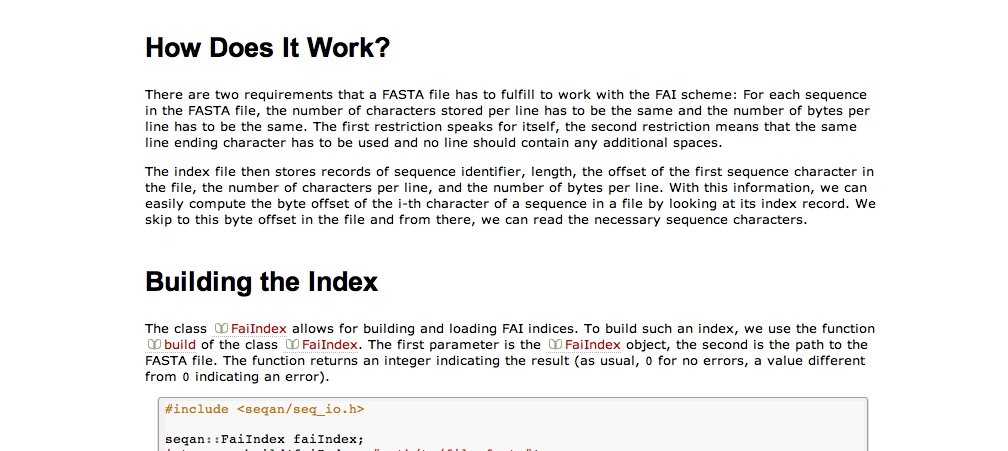 How Does It Work?
There are two requirements that a FASTA file has to fulfill to work with the FAI scheme: For each sequence
in the FASTA file, the number of characters stored per line has to be the same and the number of bytes per
line has to be the same. The first restriction speaks for itself, the second restriction means that the same
line ending character has to be used and no line should contain any additional spaces.
The index file then stores records of sequence identifier, length, the offset of the first sequence character in
the file, the number of characters per line, and the number of bytes per line. With this information, we can
easily compute the byte offset of the i-th character of a sequence in a file by looking at its index record. We
skip to this byte offset in the file and from there, we can read the necessary sequence characters.
Building the Index
The class FaiIndex allows for building and loading FAI indices. To build such an index, we use the function
build of the class FaiIndex. The first parameter is the FaiIndex object, the second is the path to the
FASTA file. The function returns an integer indicating the result (as usual, 0 for no errors, a value different
from 0 indicating an error).
#include <seqan/seq_io.h>
seqan::FaiIndex faiIndex;